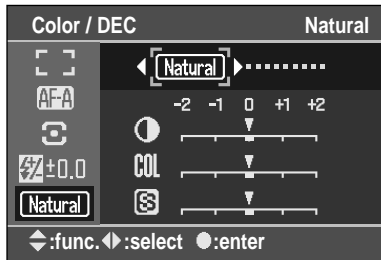 Color / DEC Natural
Natural
AF-A
-2 -1 0 +1 +2
±0.0
COL
Natural
S
:func. :select :enter